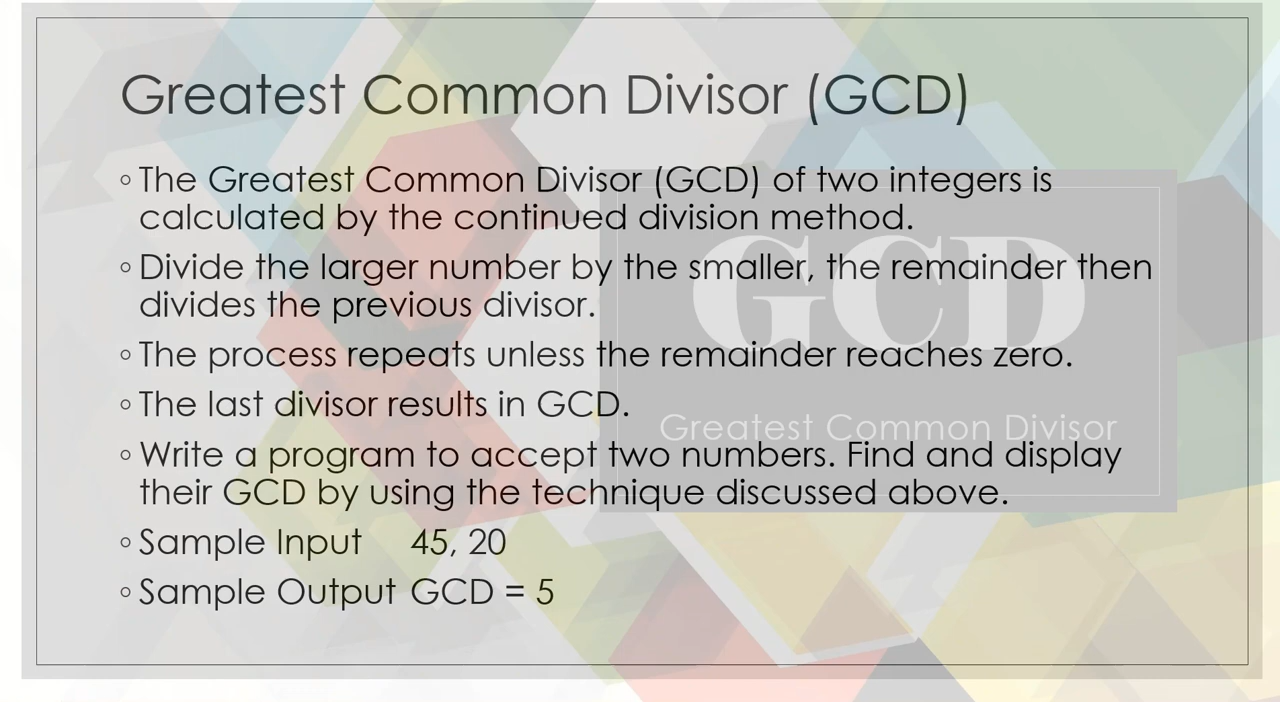 Greatest Common Divisor (GCD)
◦ The Greatest Common Divisor (GCD) of two integers is
calculated by the continued division method.
◦ Divide the larger number by the smaller, the remainder then
divides the previous divisor.
◦ The process repeats unless the remainder reaches zero.
◦ The last divisor results in GCD.
◦ Write a program to accept two numbers. Find and display
their GCD by using the technique discussed above.
◦ Sample Input 45, 20
◦ Sample Output GCD = 5
GCD
Greatest Common Divisor